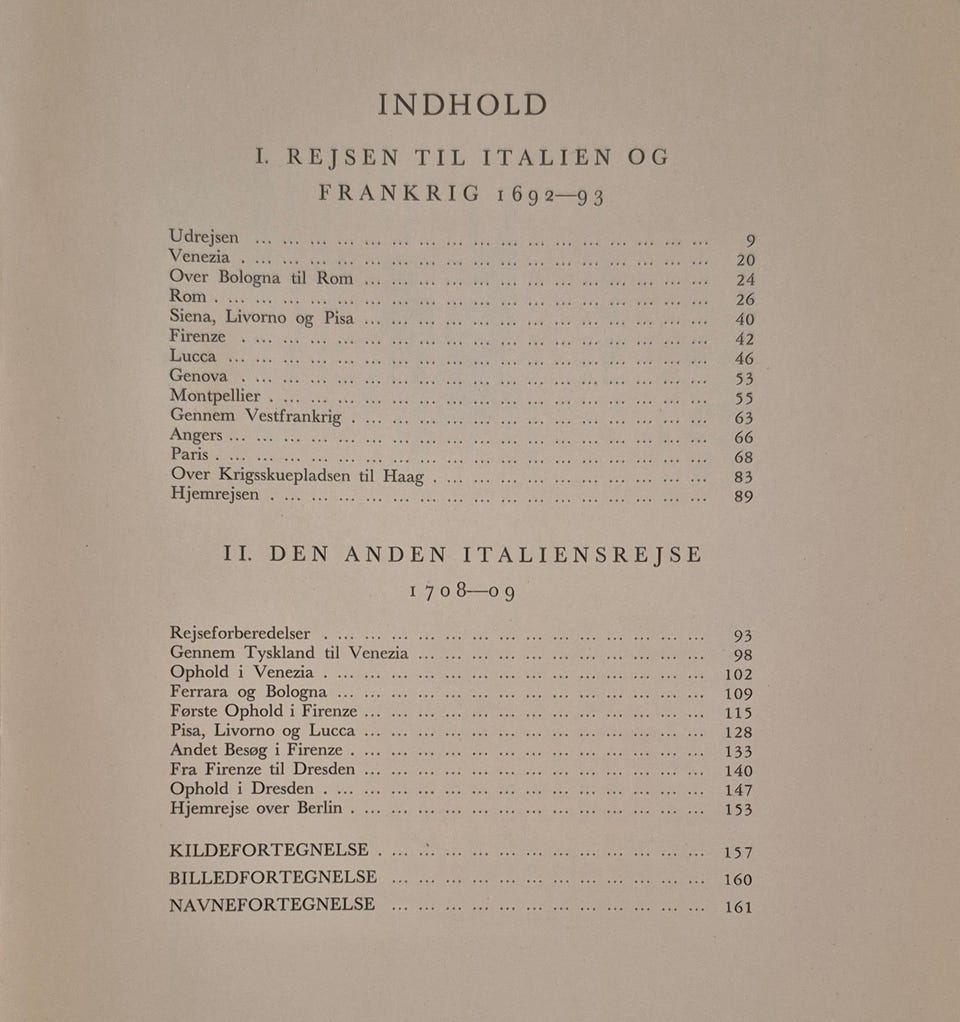 INDHOLD
I. REJSEN TIL ITALIEN OG
FRANKRIG 1692—93
Udrejsen ... ... ... ... ... ... ... ... ... ... ... ... ... ... ... ... ... 9
Venezia . ... ... ... ... ... ... ... ... ... ... ... ... ... ... ... ... ... 20
Over Bologna til Rom ... ... ... ... ... ... ... ... ... ... ... ... ... 24
Rom . ... ... ... ... ... ... ... ... ... ... ... ... ... ... ... ... ... ... 26
Siena, Livorno og Pisa ... ... ... ... ... ... ... ... ... ... ... ... ... 40
Firenze . ... ... ... ... ... ... ... ... ... ... ... ... ... ... ... ... ... 42
Lucca ... ... ... ... ... ... ... ... ... ... ... ... ... ... ... ... ... ... 46
Genova . ... ... ... ... ... ... ... ... ... ... ... ... ... ... ... ... ... 53
Montpellier . ... ... ... ... ... ... ... ... ... ... ... ... ... ... ... ... 55
Gennem Vestfrankrig . ... ... ... ... ... ... ... ... ... ... ... ... ... 63
Angers ... ... ... ... ... ... ... ... ... ... ... ... ... ... ... ... ... ... 66
Paris . ... ... ... ... ... ... ... ... ... ... ... ... ... ... ... ... ... ... 68
Over Krigsskuepladsen til Haag . ... ... ... ... ... ... ... ... ... ... 83
Hjemrejsen . ... ... ... ... ... ... ... ... ... ... ... ... ... ... ... ... 89
II. DEN ANDEN ITALIENSREJSE
1708—09
Rejseforberedelser . ... ... ... ... ... ... ... ... ... ... ... ... ... ... 93
Gennem Tyskland til Venezia ... ... ... ... ... ... ... ... ... ... ... 98
Ophold i Venezia . ... ... ... ... ... ... ... ... ... ... ... ... ... ... 102
Ferrara og Bologna ... ... ... ... ... ... ... ... ... ... ... ... ... ... 109
Første Ophold i Firenze ... ... ... ... ... ... ... ... ... ... ... ... ... 115
Pisa, Livorno og Lucca ... ... ... ... ... ... ... ... ... ... ... ... ... 128
Andet Besøg i Firenze . ... ... ... ... ... ... ... ... ... ... ... ... ... 133
Fra Firenze til Dresden ... ... ... ... ... ... ... ... ... ... ... ... ... 140
Ophold i Dresden . ... ... ... ... ... ... ... ... ... ... ... ... ... ... 147
Hjemrejse over Berlin . ... ... ... ... ... ... ... ... ... ... ... ... ... 153
KILDEFORTEGNELSE . ... ... ... ... ... ... ... ... ... ... ... ... 157
BILLEDFORTEGNELSE ... ... ... ... ... ... ... ... ... ... ... ... 160
NAVNEFORTEGNELSE ... ... ... ... ... ... ... ... ... ... ... ... 161